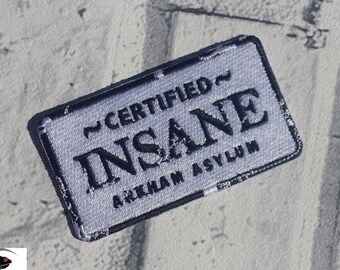 ~CERTIFIED~
INSANE
ARKHAM ASYLUM